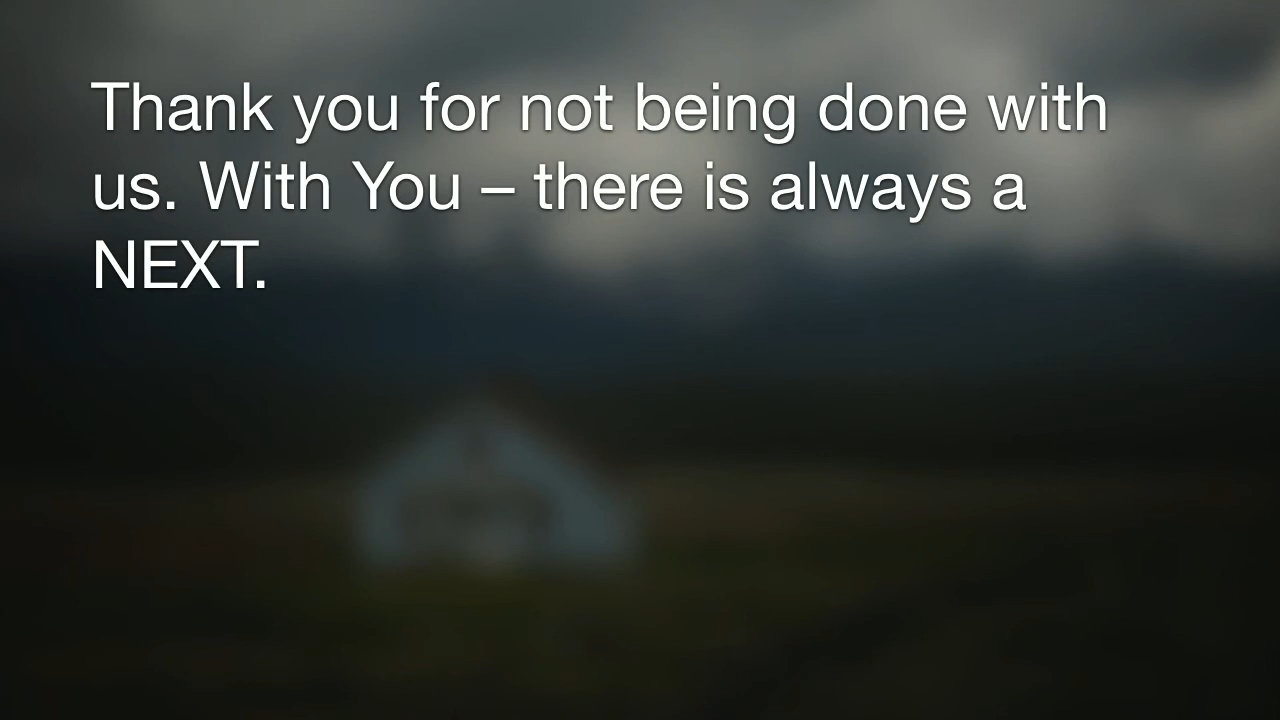 Thank you for not being done with
us. With You – there is always a
NEXT.